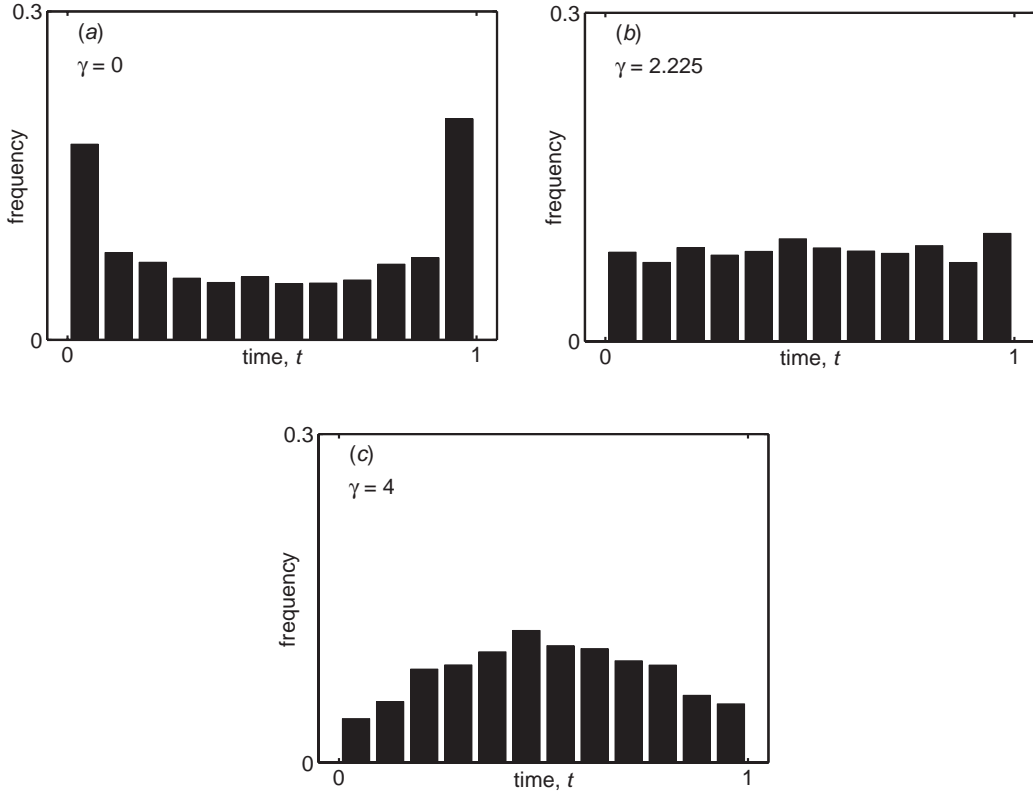 0.3
(a)
γ = 0
frequency
0
0
1
time, t
0.3
(b)
γ = 2.225
frequency
0
0
1
time, t
0.3
(c)
γ = 4
frequency
0
0
1
time, t